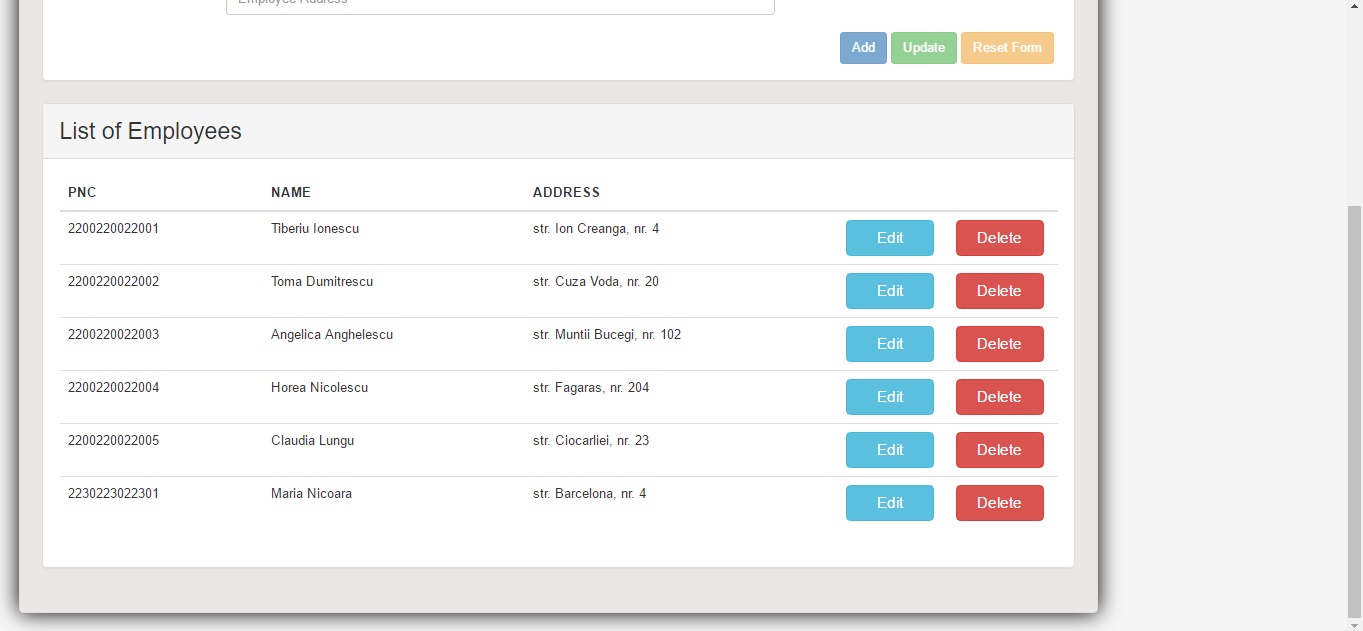 Employee Address
Add Update Reset Form
List of Employees
PNC NAME ADDRESS
2200220022001 Tiberiu Ionescu str. Ion Creanga, nr. 4 Edit Delete
2200220022002 Toma Dumitrescu str. Cuza Voda, nr. 20 Edit Delete
2200220022003 Angelica Anghelescu str. Muntii Bucegi, nr. 102 Edit Delete
2200220022004 Horea Nicolescu str. Fagaras, nr. 204 Edit Delete
2200220022005 Claudia Lungu str. Ciocarliei, nr. 23 Edit Delete
2230223022301 Maria Nicoara str. Barcelona, nr. 4 Edit Delete